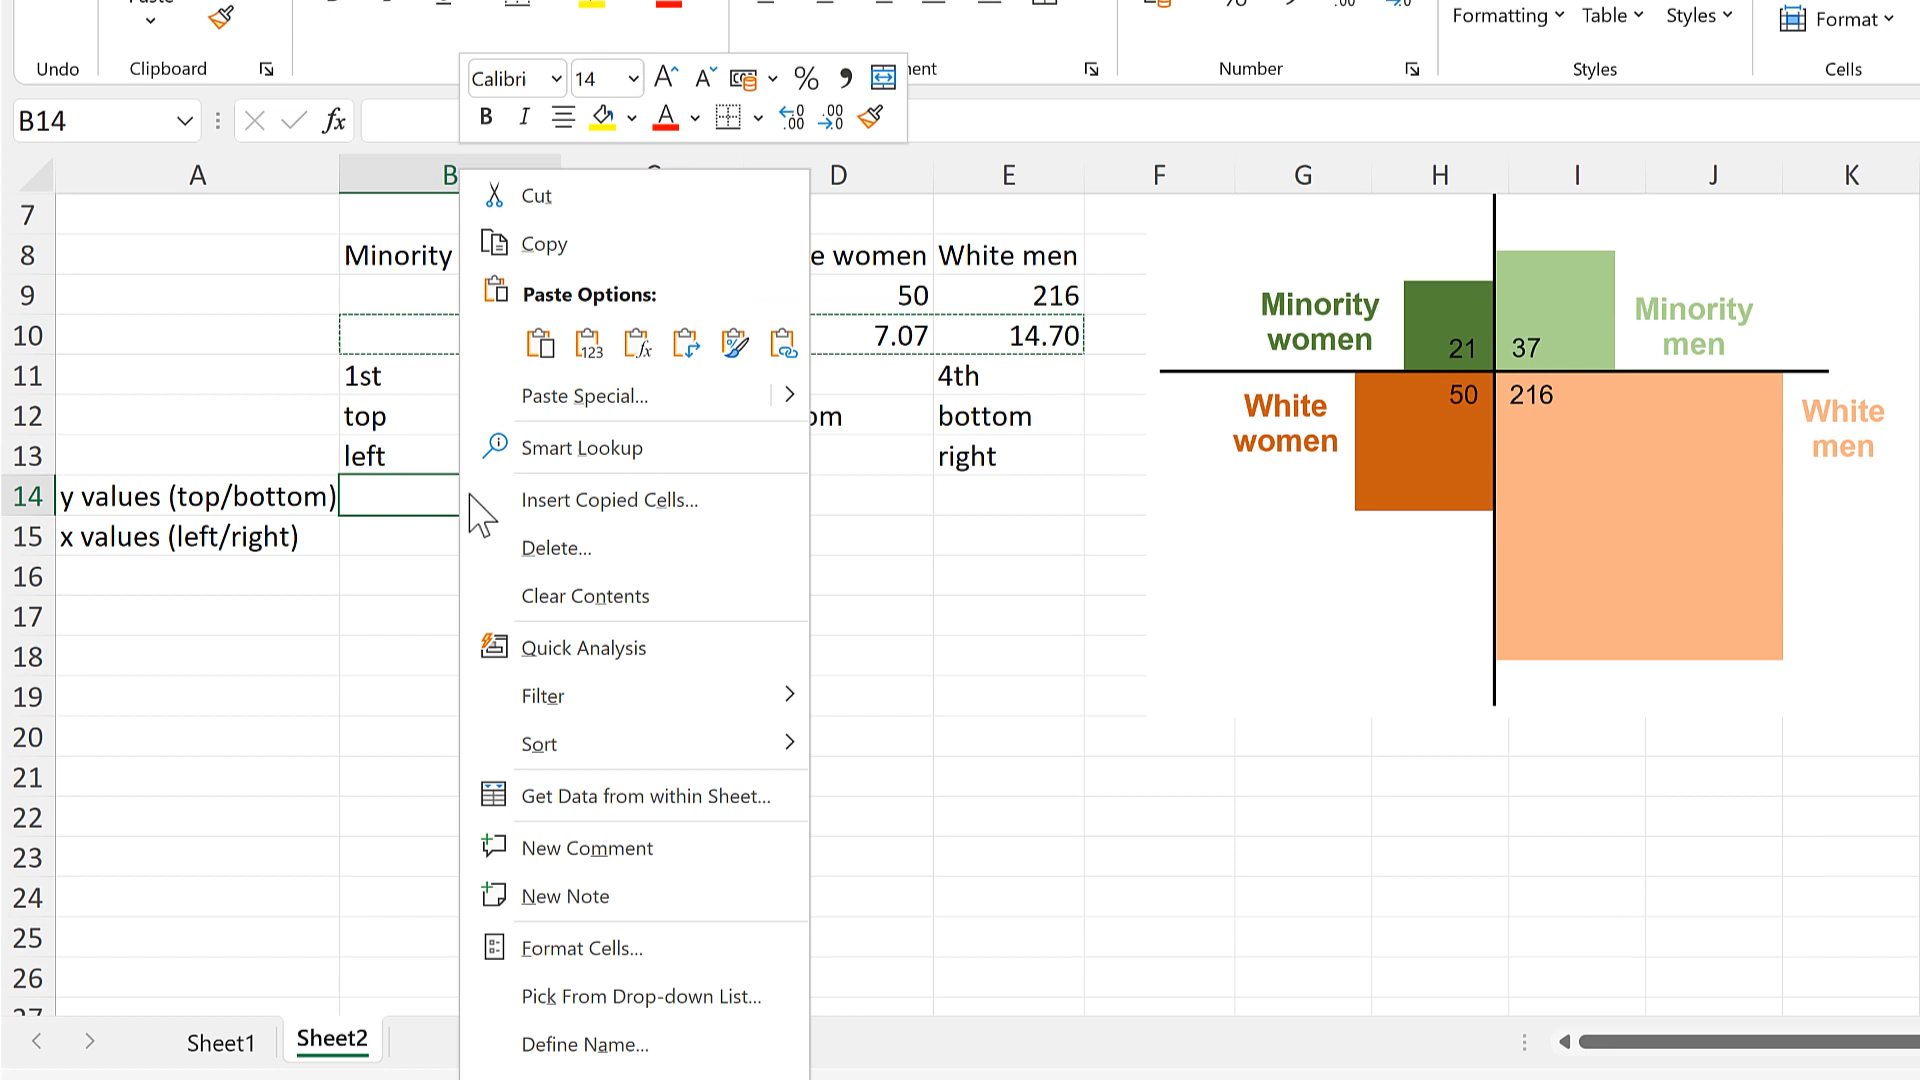 Formatting Table Styles Format
Undo Clipboard Number Styles Cells
Calibri 14
B14 fx
B D E F G H I J K
7
8 Minority e women White men
9 50 216
10 7.07 14.70
11 1st 4th
12 top bottom
13 left right
14 y values (top/bottom)
15 x values (left/right)
16
17
18
19
20
21
22
23
24
25
26
Cut
Copy
Paste Options:
Paste Special...
Smart Lookup
Insert Copied Cells...
Delete...
Clear Contents
Quick Analysis
Filter
Sort
Get Data from within Sheet...
New Comment
New Note
Format Cells...
Pick From Drop-down List...
Define Name...
Minority
women
21
37
Minority
men
White
women
50
216
White
men
Sheet1 Sheet2